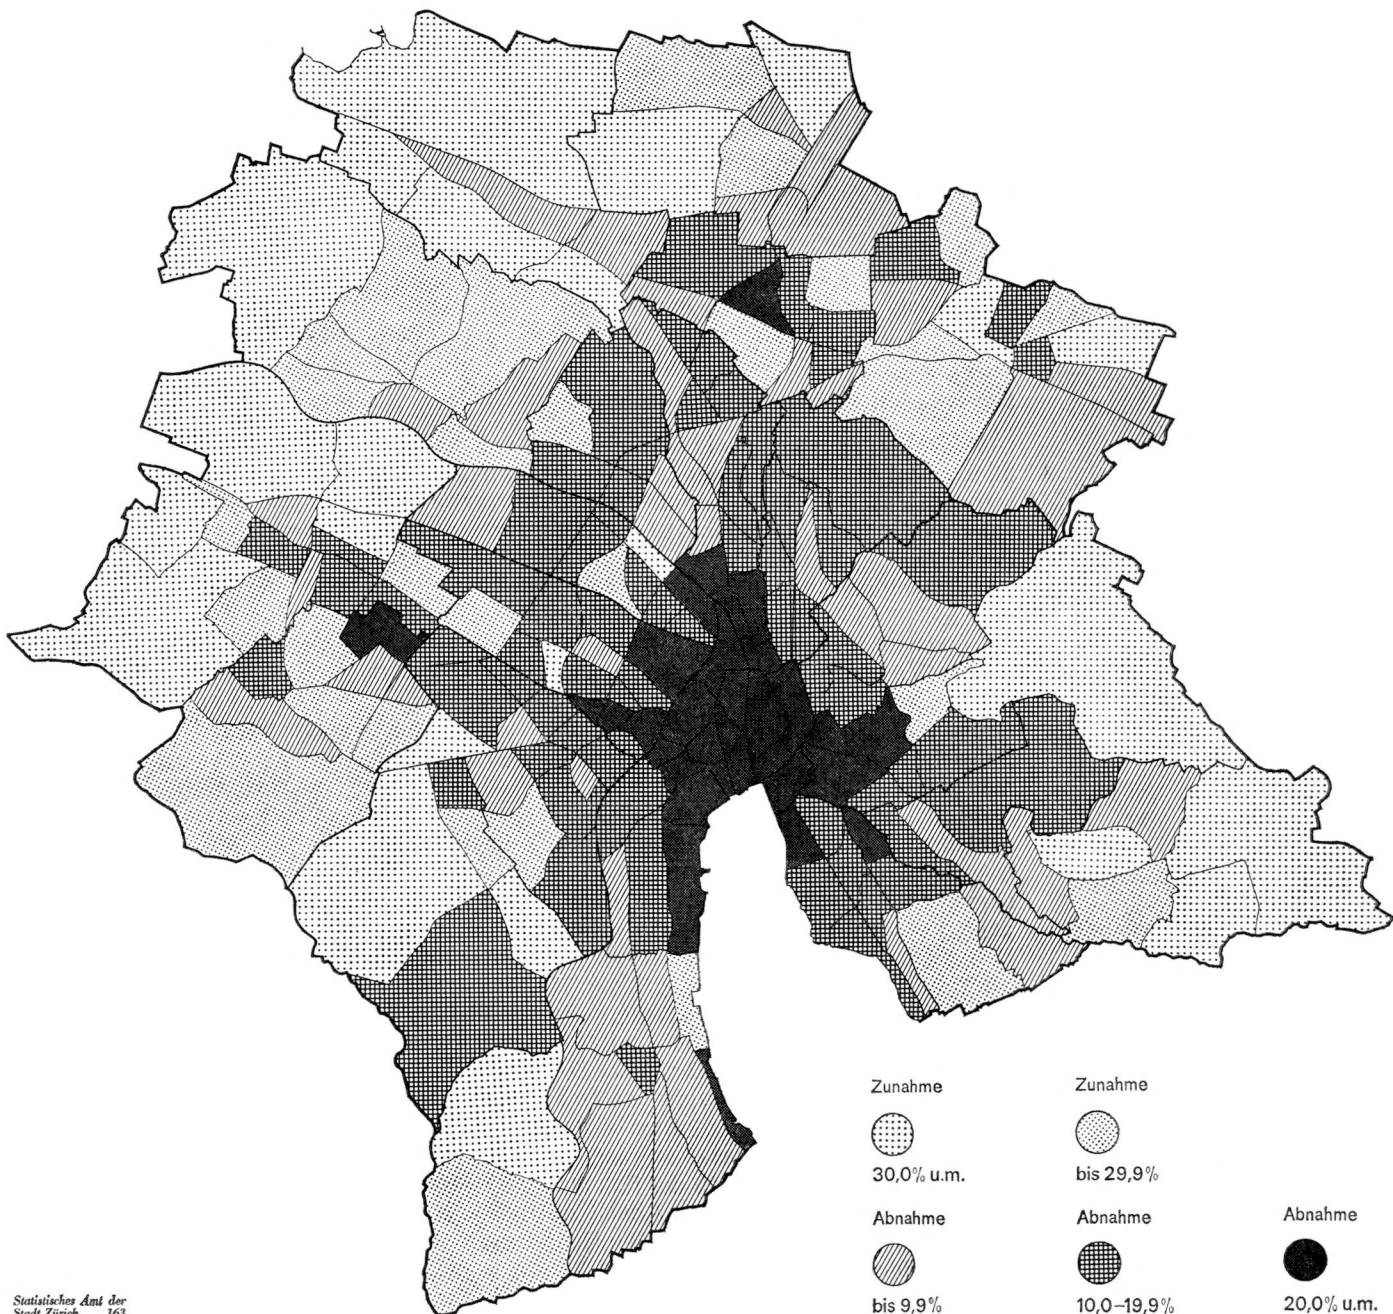 Zunahme
30,0% u.m.
Zunahme
bis 29,9%
Abnahme
bis 9,9%
Abnahme
10,0–19,9%
Abnahme
20,0% u.m.
Statistisches Amt der
Stadt Zürich 163